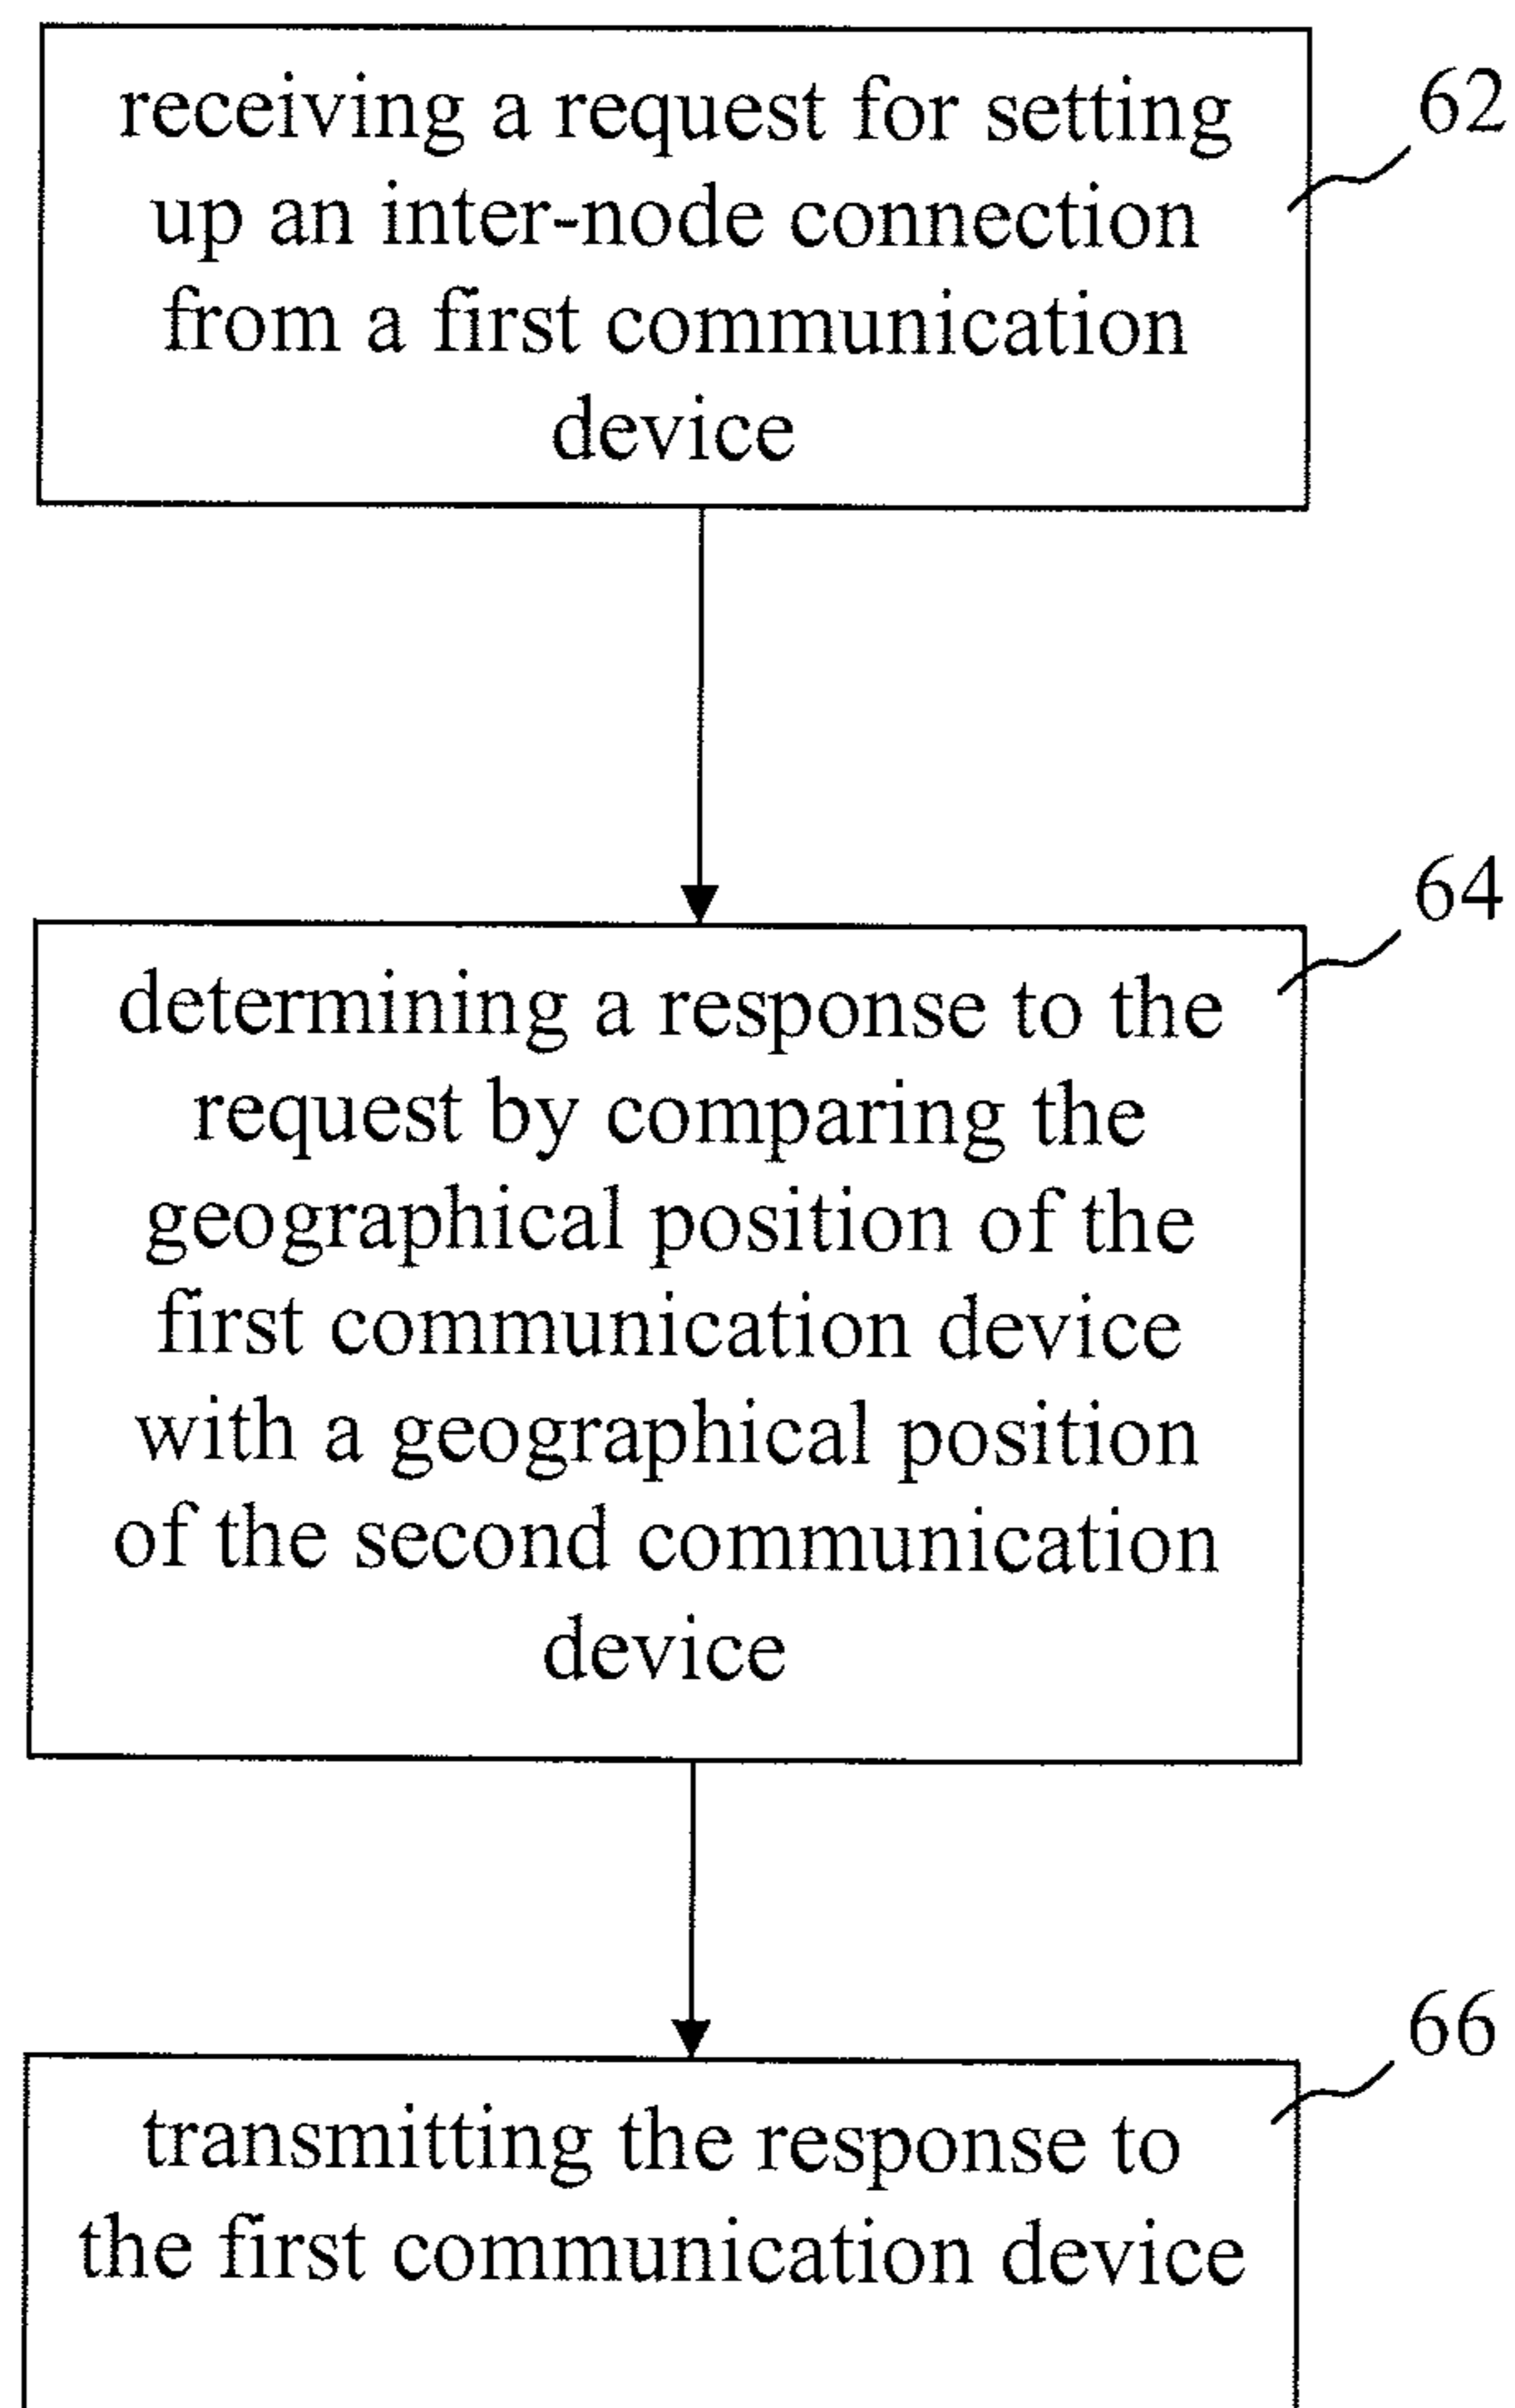 receiving a request for setting
up an inter-node connection
from a first communication
device
62
determining a response to the
request by comparing the
geographical position of the
first communication device
with a geographical position
of the second communication
device
64
transmitting the response to
the first communication device
66